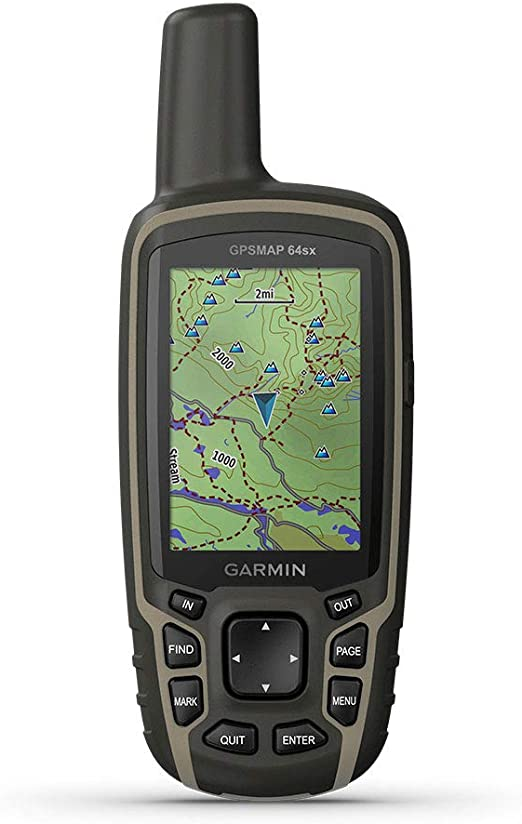 GPSMAP 64sx
2mi
2000
1000
Stream
GARMIN
IN
OUT
FIND
PAGE
MARK
MENU
QUIT
ENTER